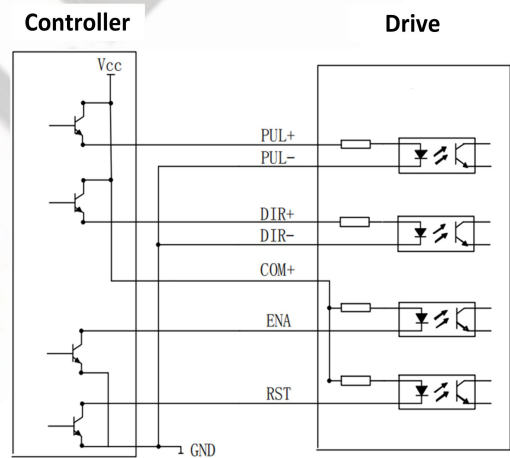 Controller
Drive
Vcc
PUL+
PUL-
DIR+
DIR-
COM+
ENA
RST
GND